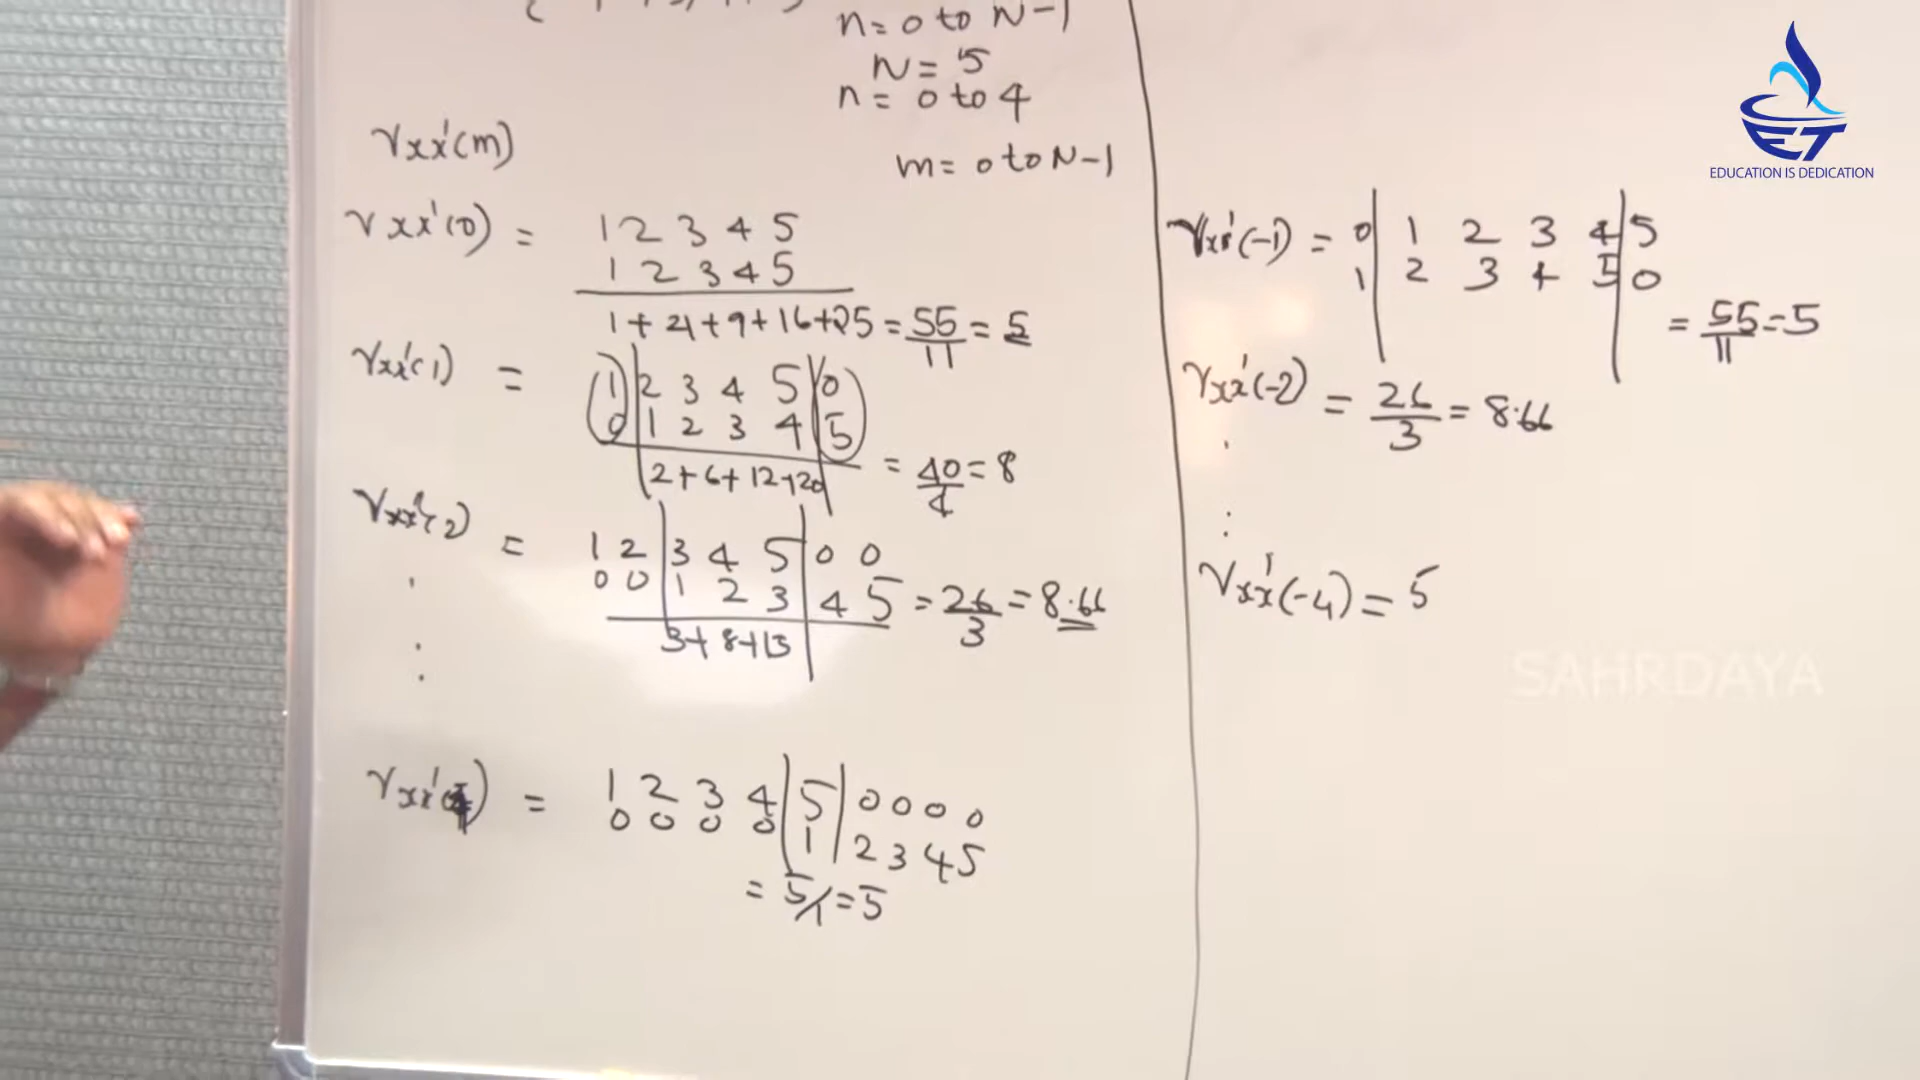 n = 0 to N-1
N = 5
n = 0 to 4
m = 0 to N-1
rxx'(m)
rxx'(0) = 1 2 3 4 5
1 2 3 4 5
1 + 4 + 9 + 16 + 25 = 55/11 = 5
rxx'(1) = 1 2 3 4 5 0
0 1 2 3 4 5
2 + 6 + 12 + 20 = 40/4 = 8
rxx'(2) = 1 2 3 4 5 0 0
0 0 1 2 3 4 5 = 26/3 = 8.66
3 + 8 + 15
rxx'(4) = 1 2 3 4 5 0 0 0 0
0 0 0 0 1 2 3 4 5
= 5/1 = 5
rxx'(-1) = 0 1 2 3 4 5
1 2 3 4 5 0
= 55/11 = 5
rxx'(-2) = 26/3 = 8.66
rxx'(-4) = 5
ET
EDUCATION IS DEDICATION
SAHRDAYA